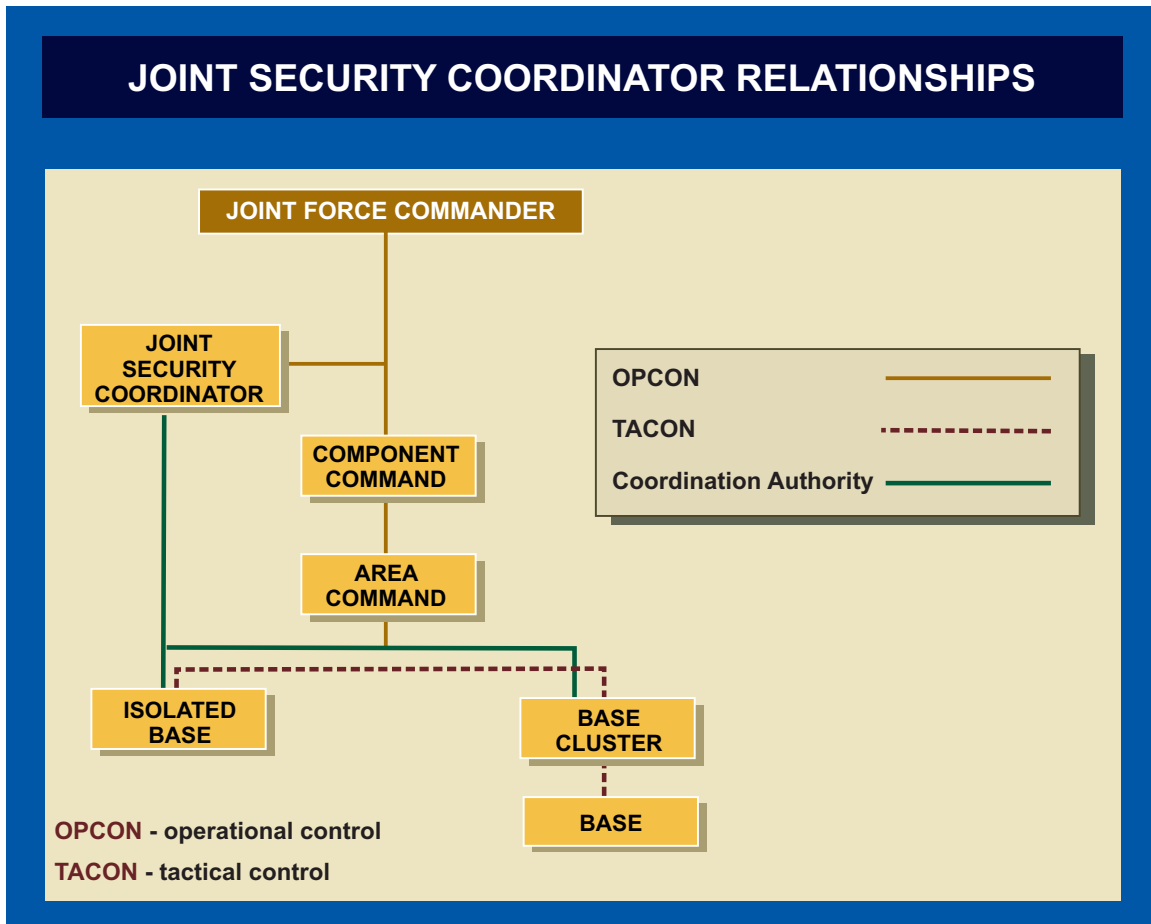 JOINT SECURITY COORDINATOR RELATIONSHIPS
JOINT FORCE COMMANDER
JOINT
SECURITY
COORDINATOR
OPCON
TACON
Coordination Authority
COMPONENT
COMMAND
AREA
COMMAND
ISOLATED
BASE
BASE
CLUSTER
BASE
OPCON - operational control
TACON - tactical control